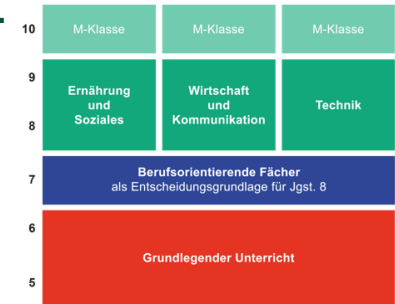 10 M-Klasse M-Klasse M-Klasse
9
Ernährung
und
Soziales
Wirtschaft
und
Kommunikation
Technik
8
7
Berufsorientierende Fächer
als Entscheidungsgrundlage für Jgst. 8
6
Grundlegender Unterricht
5